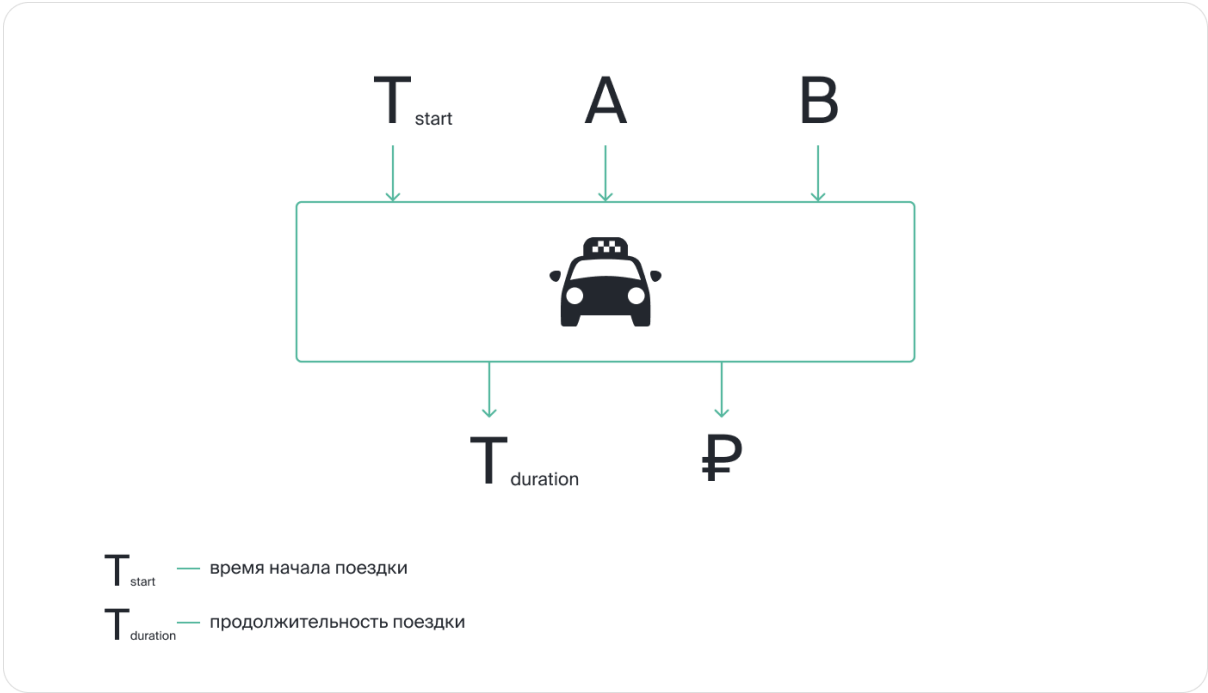 T start A B
T duration ₽
T start — время начала поездки
T duration — продолжительность поездки